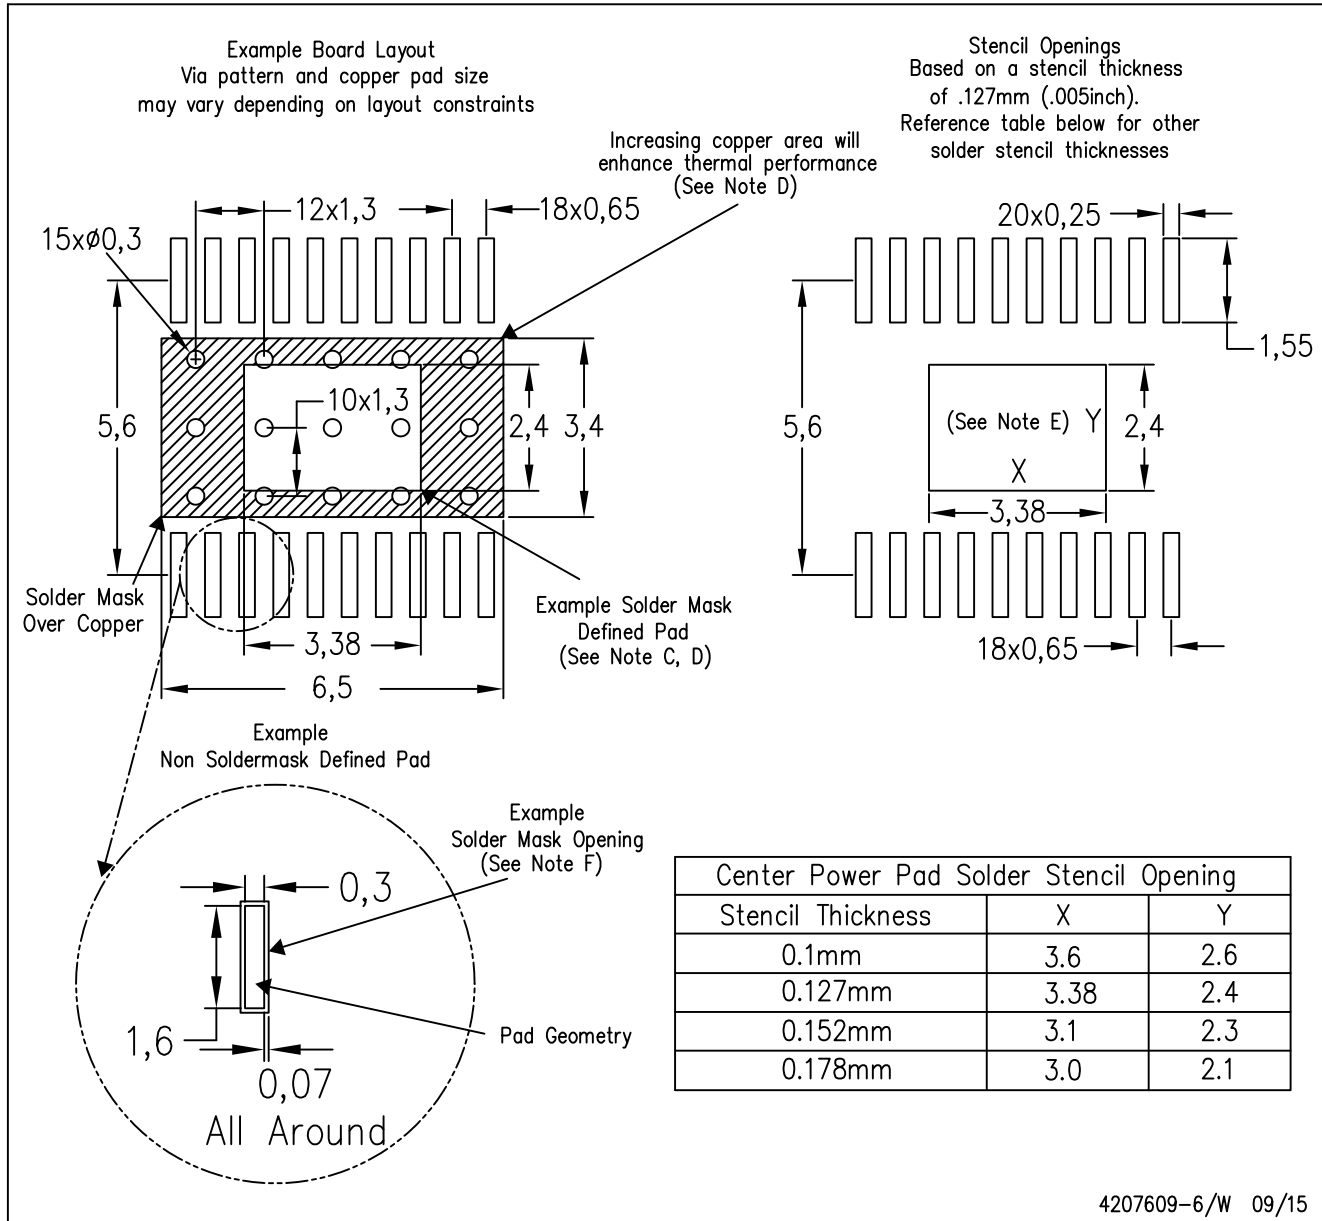 Example Board Layout
Via pattern and copper pad size
may vary depending on layout constraints
Stencil Openings
Based on a stencil thickness
of .127mm (.005inch).
Reference table below for other
solder stencil thicknesses
Increasing copper area will
enhance thermal performance
(See Note D)
12x1,3
18x0,65
15xø0,3
5,6
10x1,3
2,4
3,4
Solder Mask
Over Copper
3,38
6,5
Example Solder Mask
Defined Pad
(See Note C, D)
20x0,25
1,55
5,6
(See Note E)
Y
X
2,4
3,38
18x0,65
Example
Non Soldermask Defined Pad
Example
Solder Mask Opening
(See Note F)
0,3
1,6
Pad Geometry
0,07
All Around
Center Power Pad Solder Stencil Opening
Stencil Thickness X Y
0.1mm 3.6 2.6
0.127mm 3.38 2.4
0.152mm 3.1 2.3
0.178mm 3.0 2.1
4207609-6/W 09/15